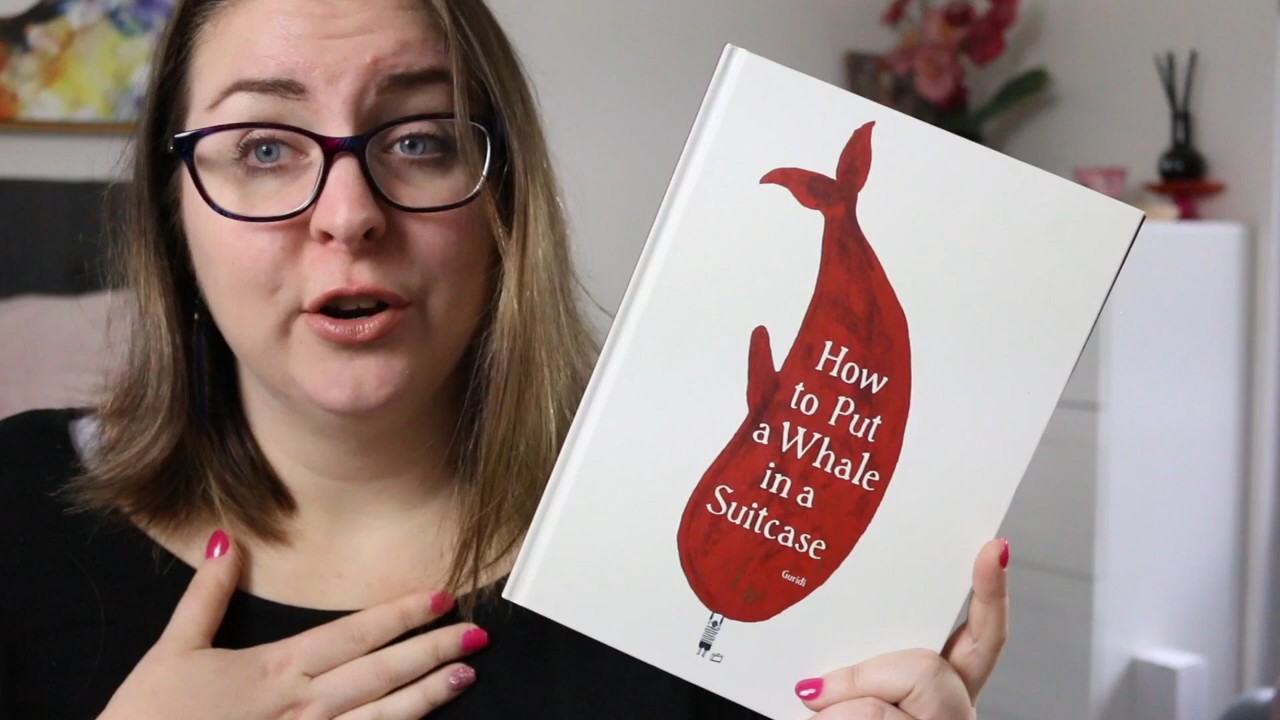 How
to Put
a Whale
in a
Suitcase
Guridi